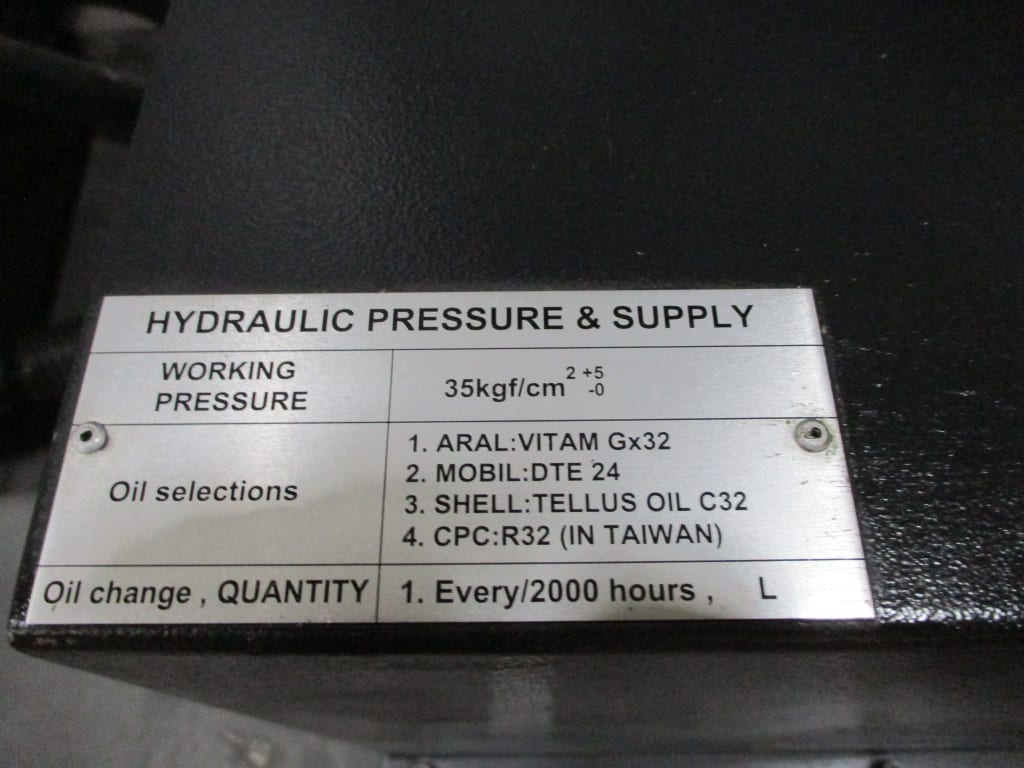 HYDRAULIC PRESSURE & SUPPLY
WORKING PRESSURE
35kgf/cm² +5 -0
Oil selections
1. ARAL:VITAM Gx32
2. MOBIL:DTE 24
3. SHELL:TELLUS OIL C32
4. CPC:R32 (IN TAIWAN)
Oil change , QUANTITY
1. Every/2000 hours , L